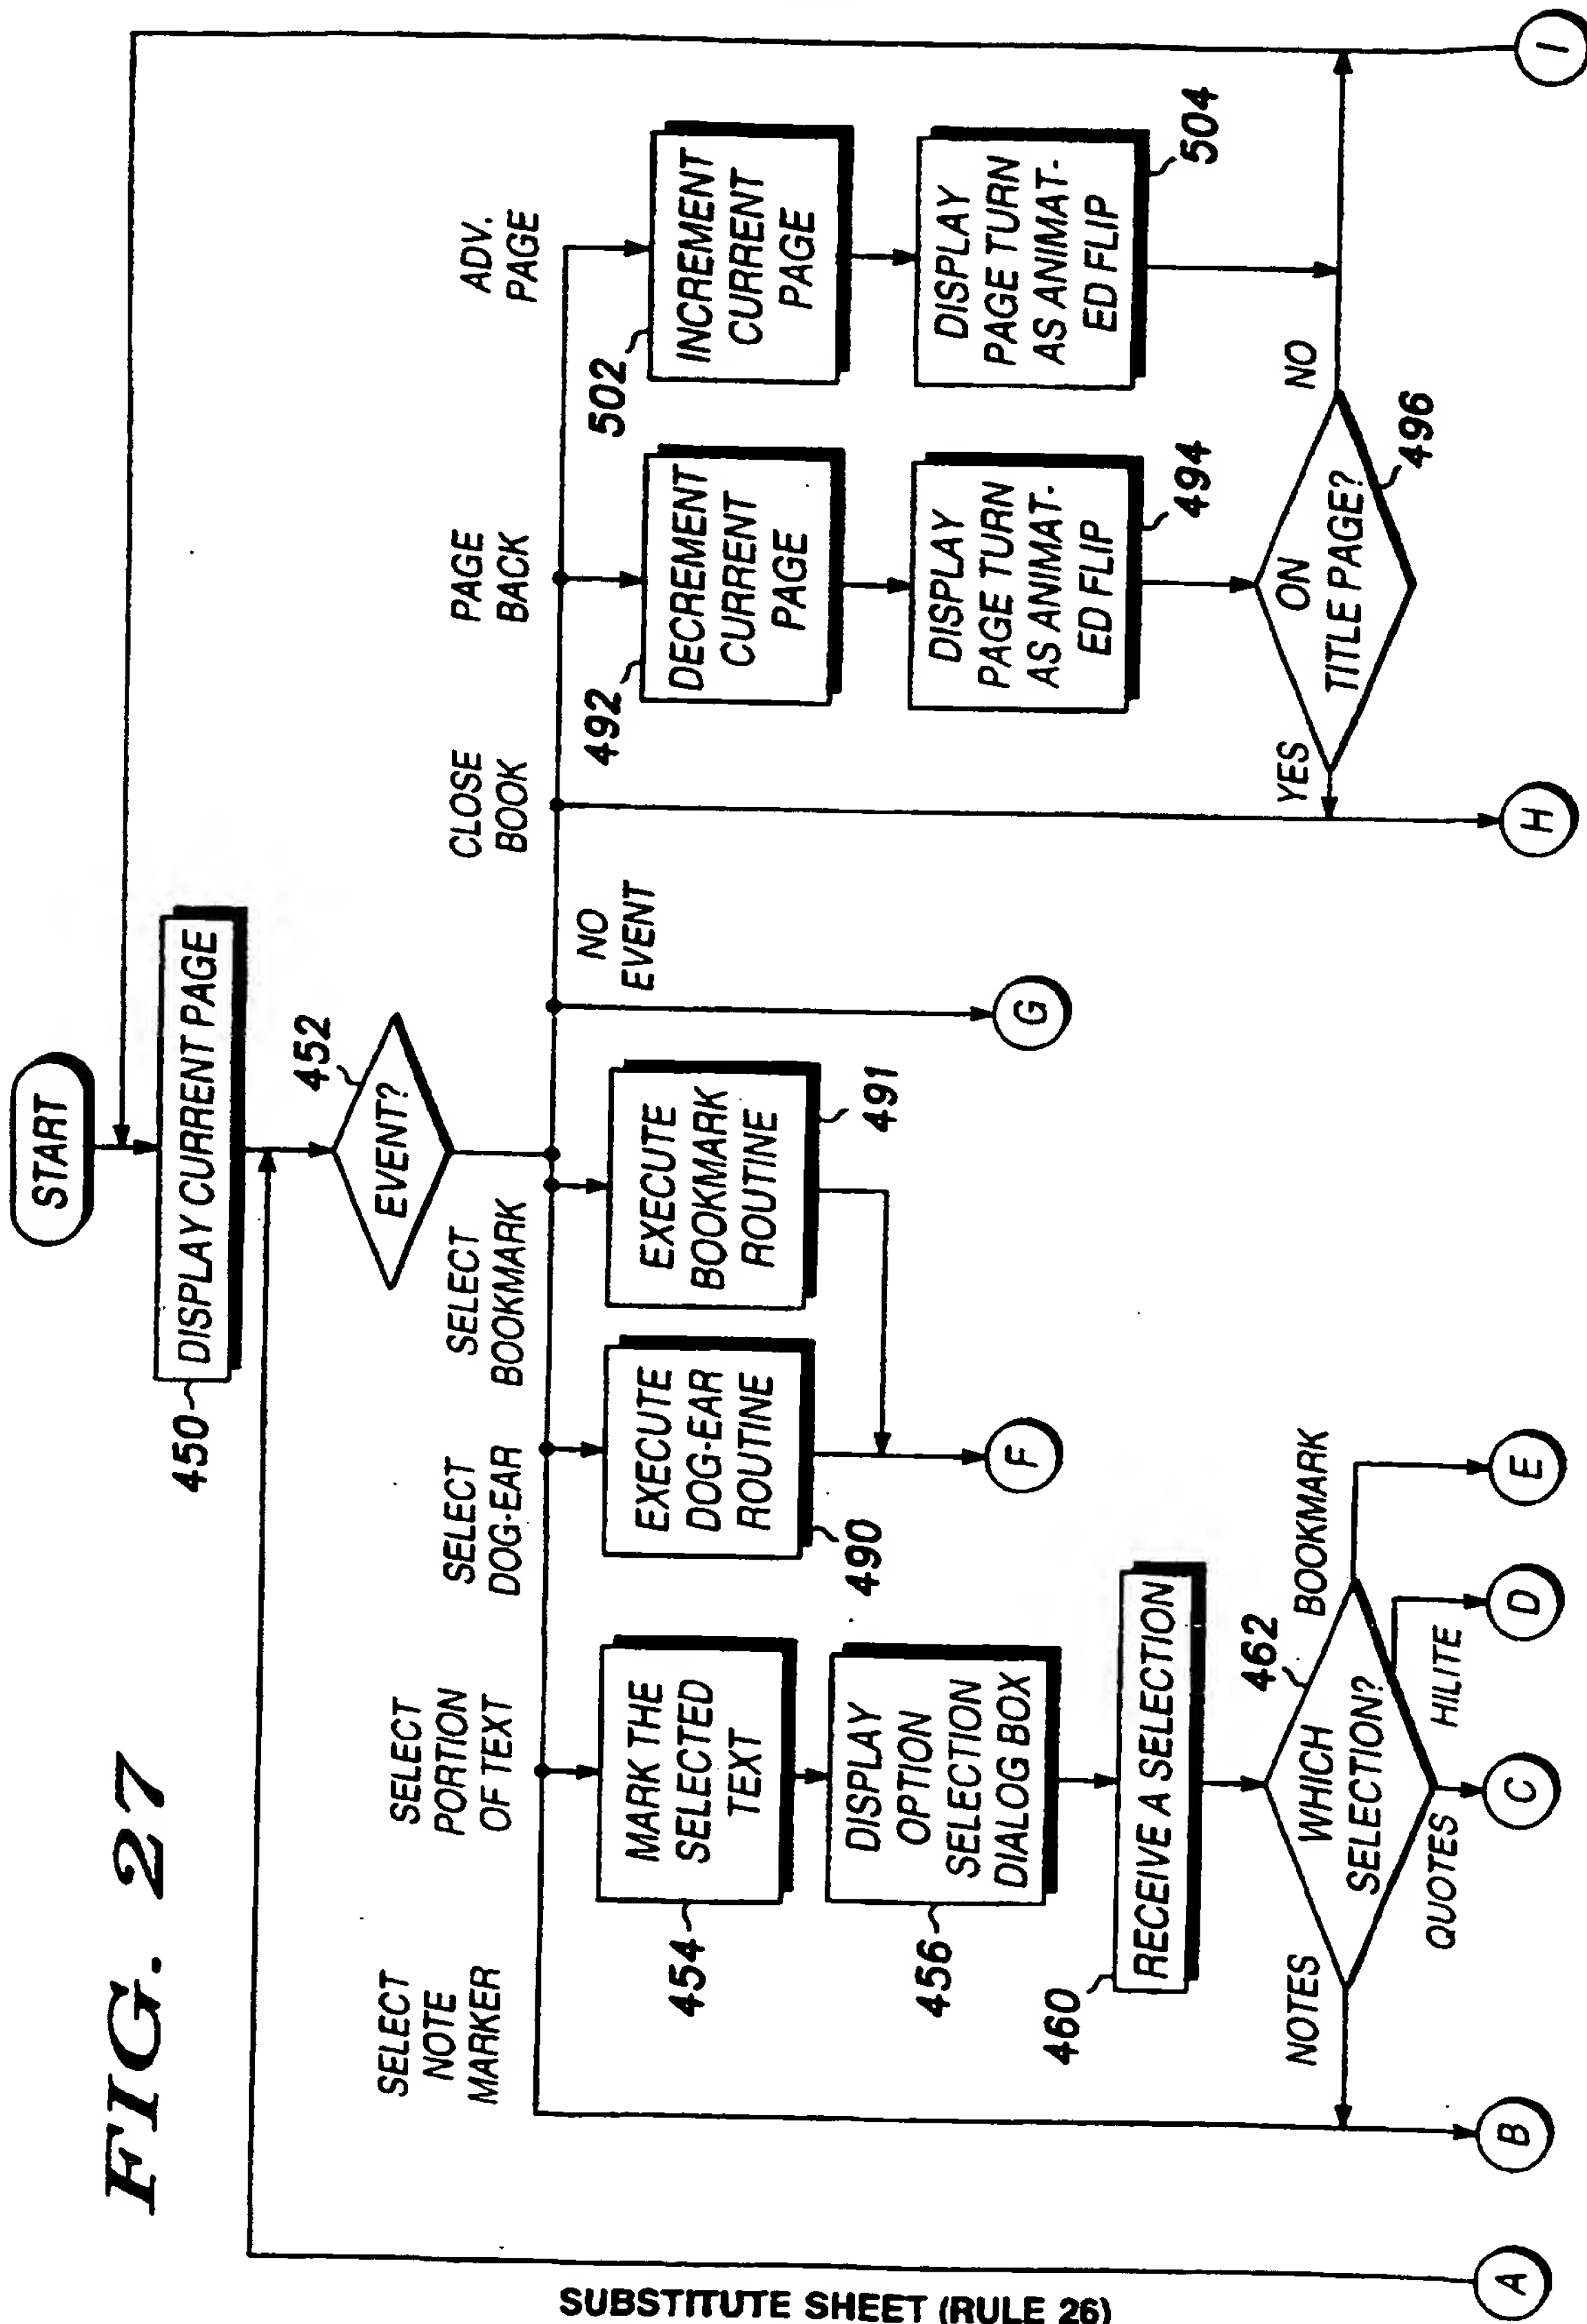 FIG. 27
START
450
DISPLAY CURRENT PAGE
452
EVENT?
SELECT
NOTE
MARKER
SELECT
PORTION
OF TEXT
SELECT
DOG-EAR
SELECT
BOOKMARK
NO
EVENT
CLOSE
BOOK
PAGE
BACK
ADV.
PAGE
454
MARK THE
SELECTED
TEXT
490
EXECUTE
DOG-EAR
ROUTINE
491
EXECUTE
BOOKMARK
ROUTINE
492
DECREMENT
CURRENT
PAGE
502
INCREMENT
CURRENT
PAGE
456
DISPLAY
OPTION
SELECTION
DIALOG BOX
494
DISPLAY
PAGE TURN
AS ANIMAT-
ED FLIP
504
DISPLAY
PAGE TURN
AS ANIMAT-
ED FLIP
F
G
460
RECEIVE A SELECTION
462
WHICH
SELECTION?
NOTES
QUOTES
HILITE
BOOKMARK
496
ON
TITLE PAGE?
YES
NO
A
B
C
D
E
H
I
SUBSTITUTE SHEET (RULE 26)